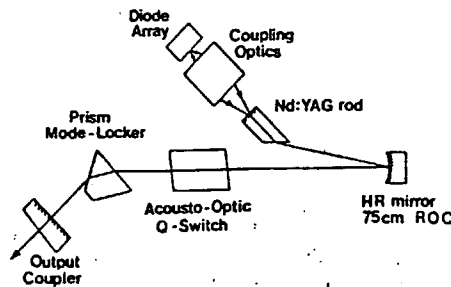 Diode
Array
Coupling
Optics
Nd:YAG rod
Prism
Mode-Locker
Acousto-Optic
Q-Switch
HR mirror
75cm ROC
Output
Coupler